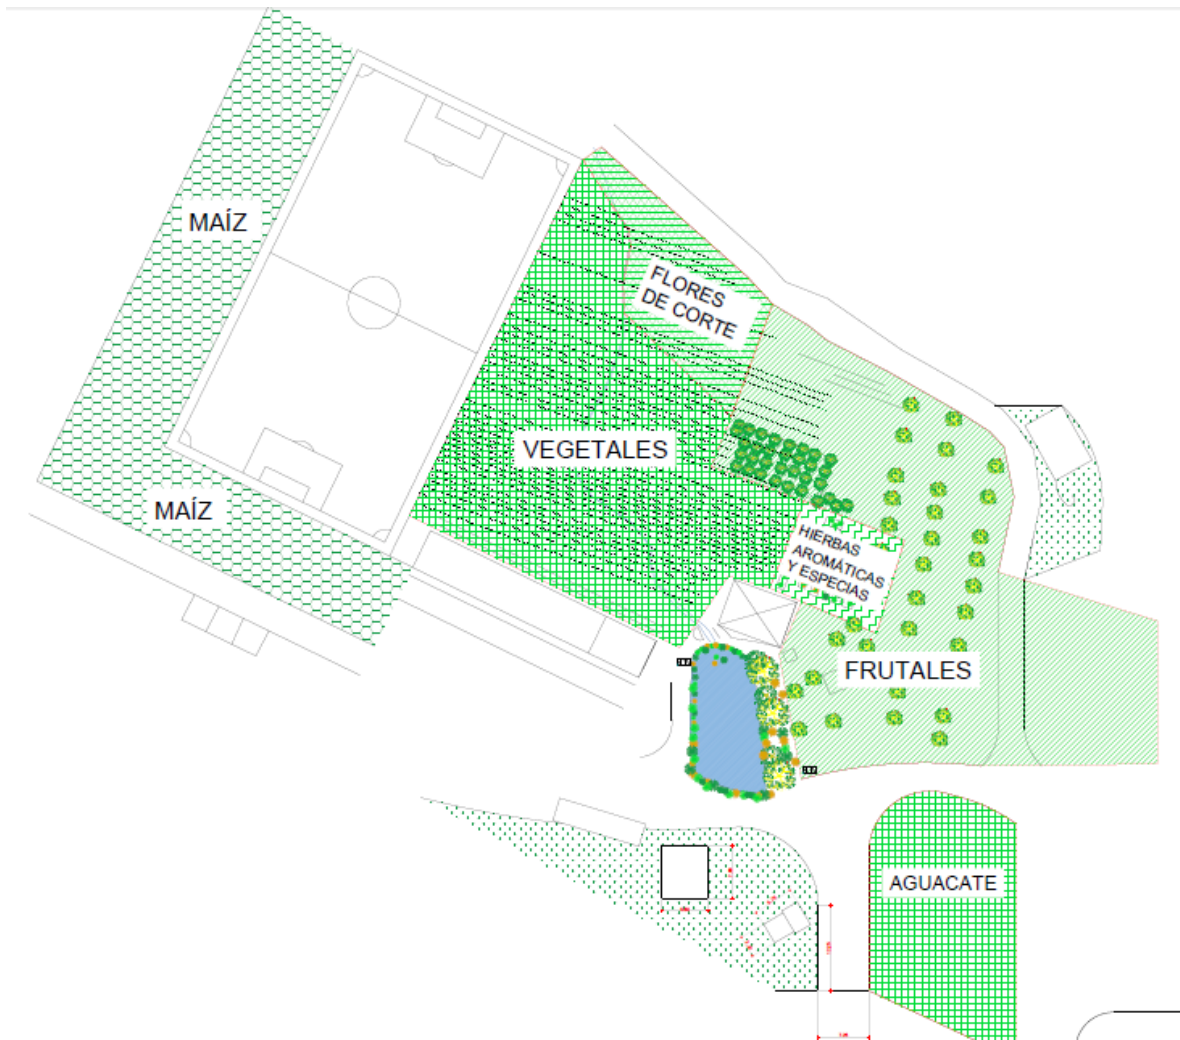 MAÍZ
FLORES
DE CORTE
VEGETALES
MAÍZ
HIERBAS
AROMÁTICAS
Y ESPECIAS
FRUTALES
AGUACATE